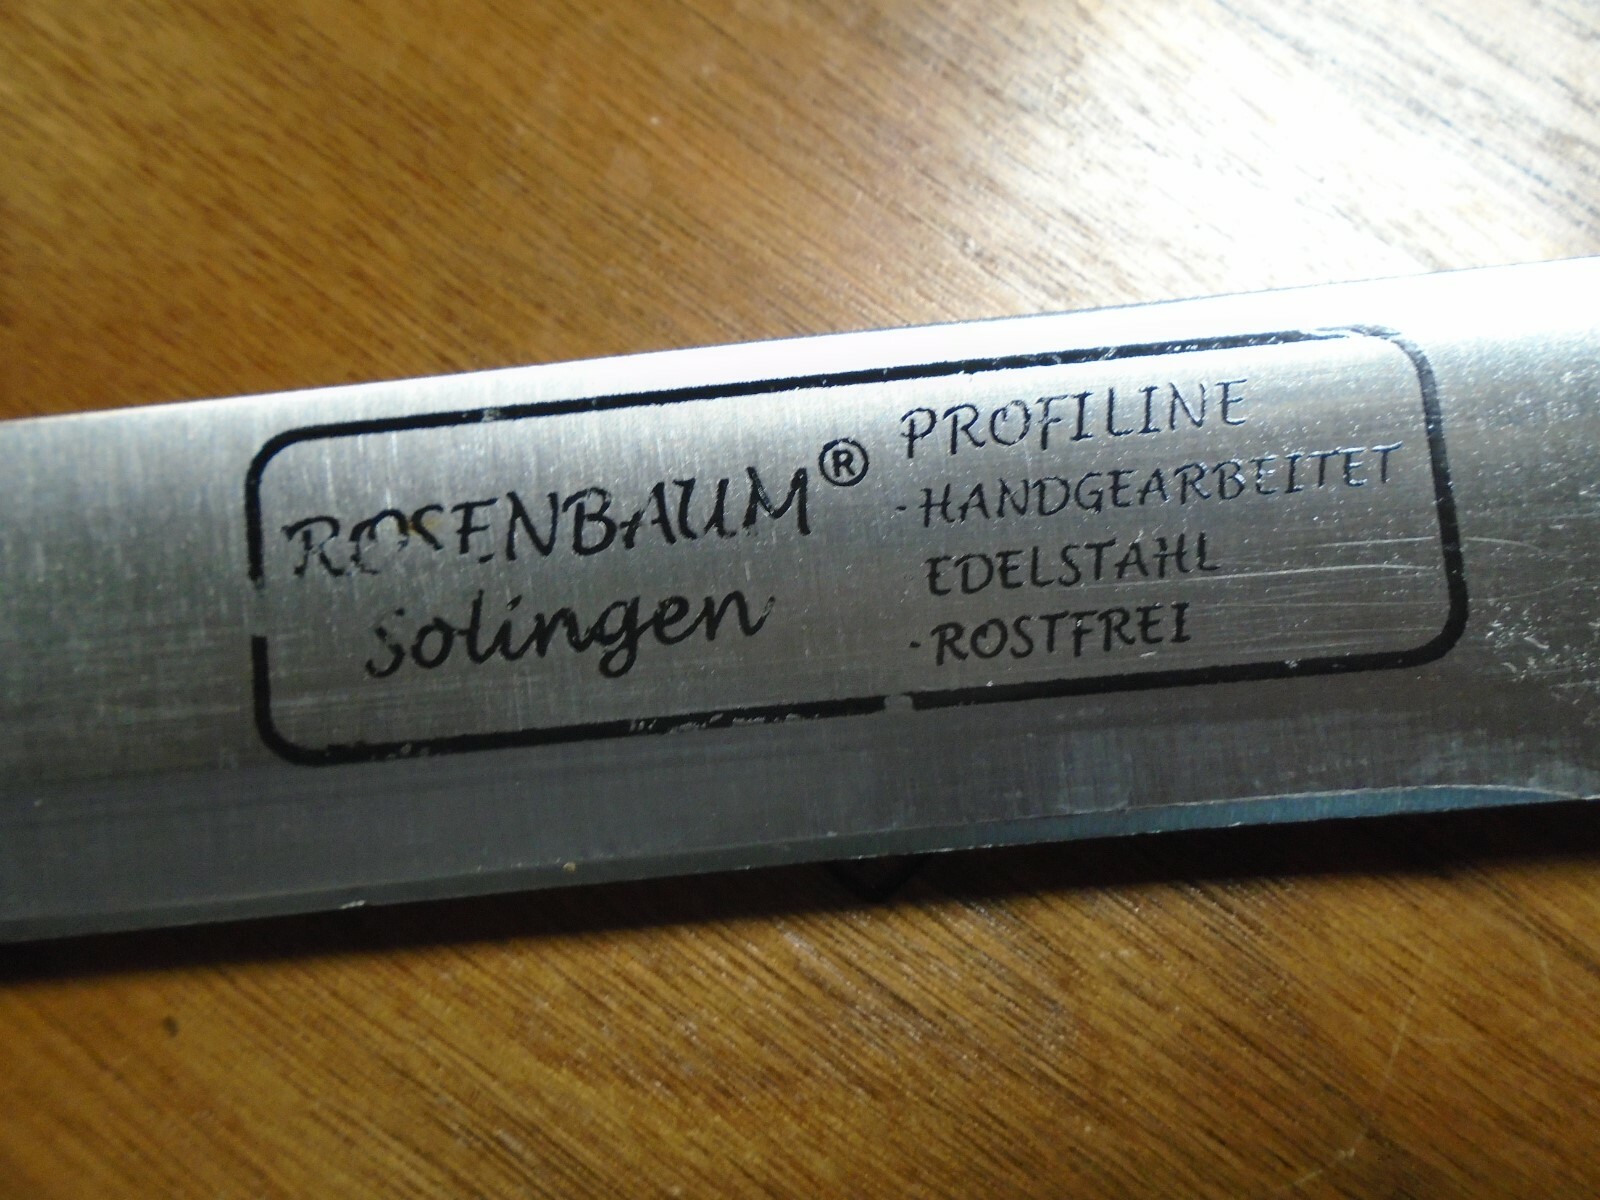 ROSENBAUM®
Solingen
PROFILINE
-HANDGEARBEITET
EDELSTAHL
-ROSTFREI